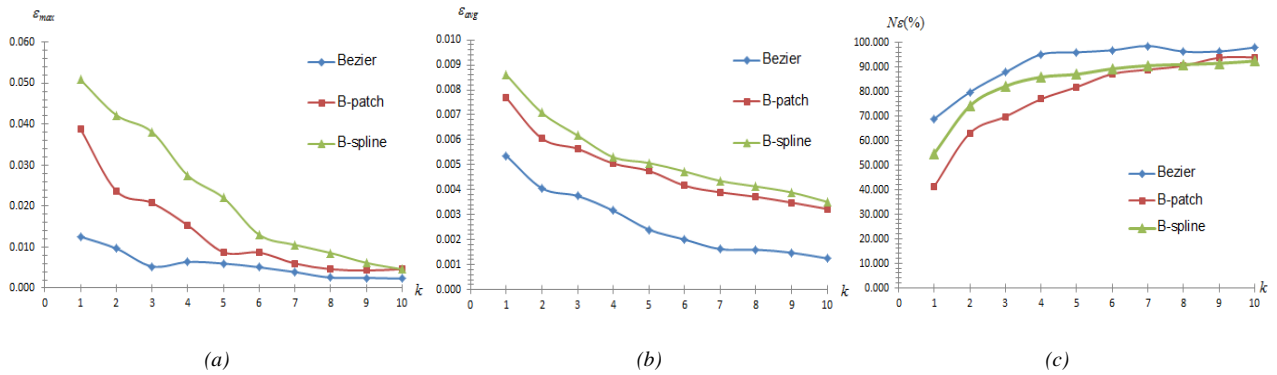 εmax
0.060
0.050
0.040
0.030
0.020
0.010
0.000
0 1 2 3 4 5 6 7 8 9 10 k
Bezier
B-patch
B-spline
(a)
εavg
0.010
0.009
0.008
0.007
0.006
0.005
0.004
0.003
0.002
0.001
0.000
0 1 2 3 4 5 6 7 8 9 10 k
Bezier
B-patch
B-spline
(b)
Nε(%)
100.000
90.000
80.000
70.000
60.000
50.000
40.000
30.000
20.000
10.000
0.000
0 1 2 3 4 5 6 7 8 9 10 k
Bezier
B-patch
B-spline
(c)